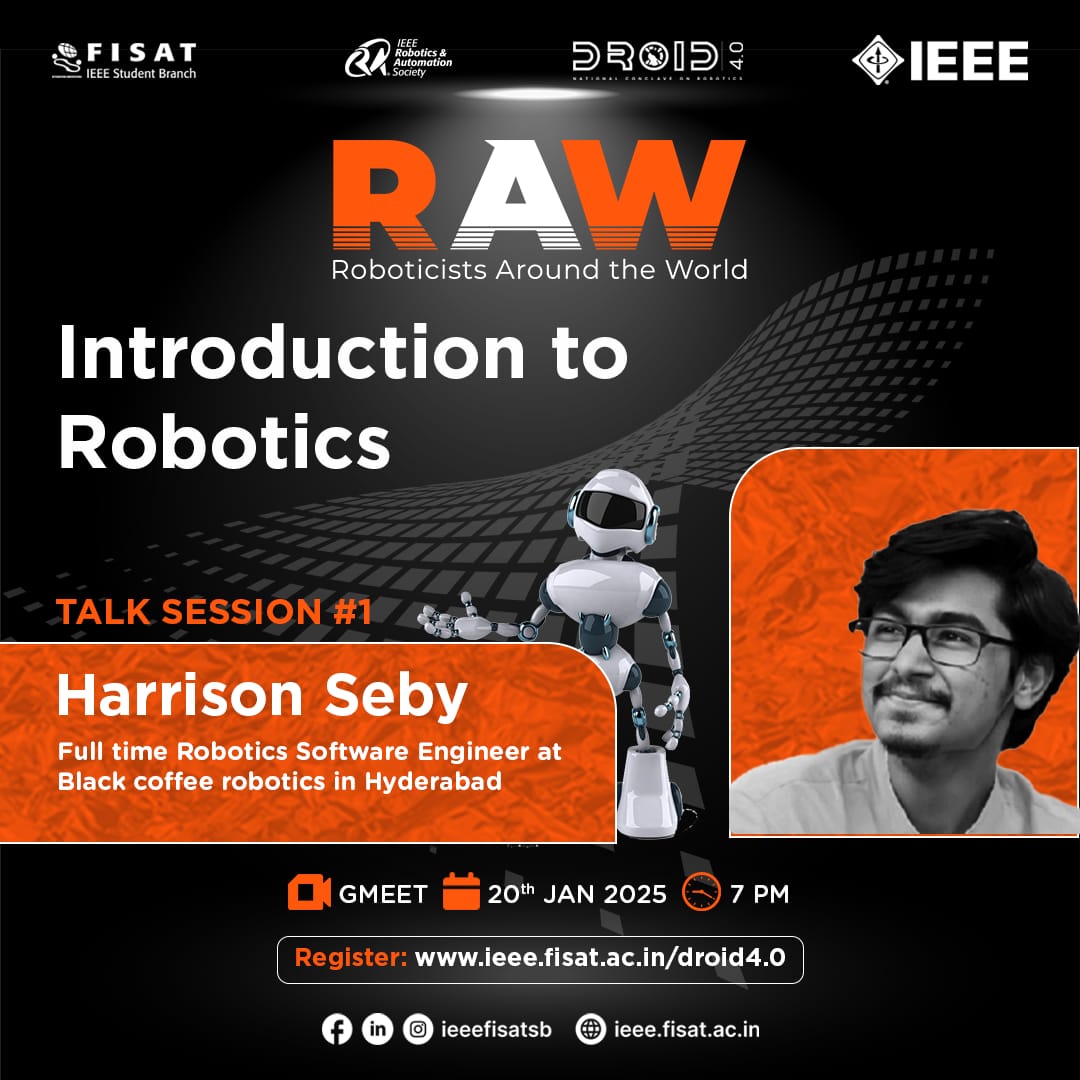 FISAT
IEEE Student Branch
IEEE
Robotics &
Automation
Society
DROID 4.0
NATIONAL CONCLAVE ON ROBOTICS
IEEE
RAW
Roboticists Around the World
Introduction to
Robotics
TALK SESSION #1
Harrison Seby
Full time Robotics Software Engineer at
Black coffee robotics in Hyderabad
GMEET 20th JAN 2025 7 PM
Register: www.ieee.fisat.ac.in/droid4.0
ieeefisatsb ieee.fisat.ac.in